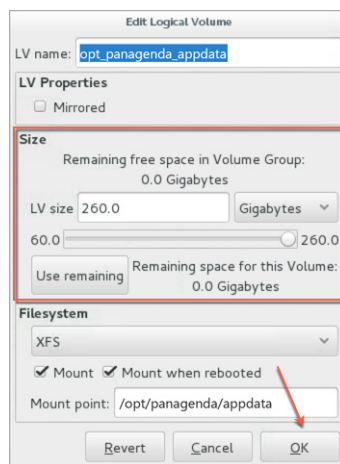 Edit Logical Volume
LV name: opt_panagenda_appdata
LV Properties
Mirrored
Size
Remaining free space in Volume Group:
0.0 Gigabytes
LV size 260.0 Gigabytes
60.0 260.0
Use remaining Remaining space for this Volume:
0.0 Gigabytes
Filesystem
XFS
Mount Mount when rebooted
Mount point: /opt/panagenda/appdata
Revert Cancel OK